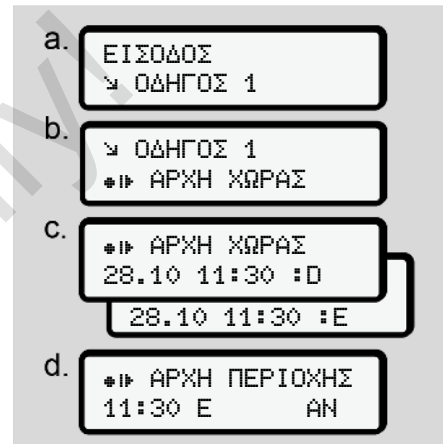 a.
ΕΙΣΟΔΟΣ
ΟΔΗΓΟΣ 1
b.
ΟΔΗΓΟΣ 1
ΑΡΧΗ ΧΩΡΑΣ
c.
ΑΡΧΗ ΧΩΡΑΣ
28.10 11:30 :D
28.10 11:30 :E
d.
ΑΡΧΗ ΠΕΡΙΟΧΗΣ
11:30 E AN